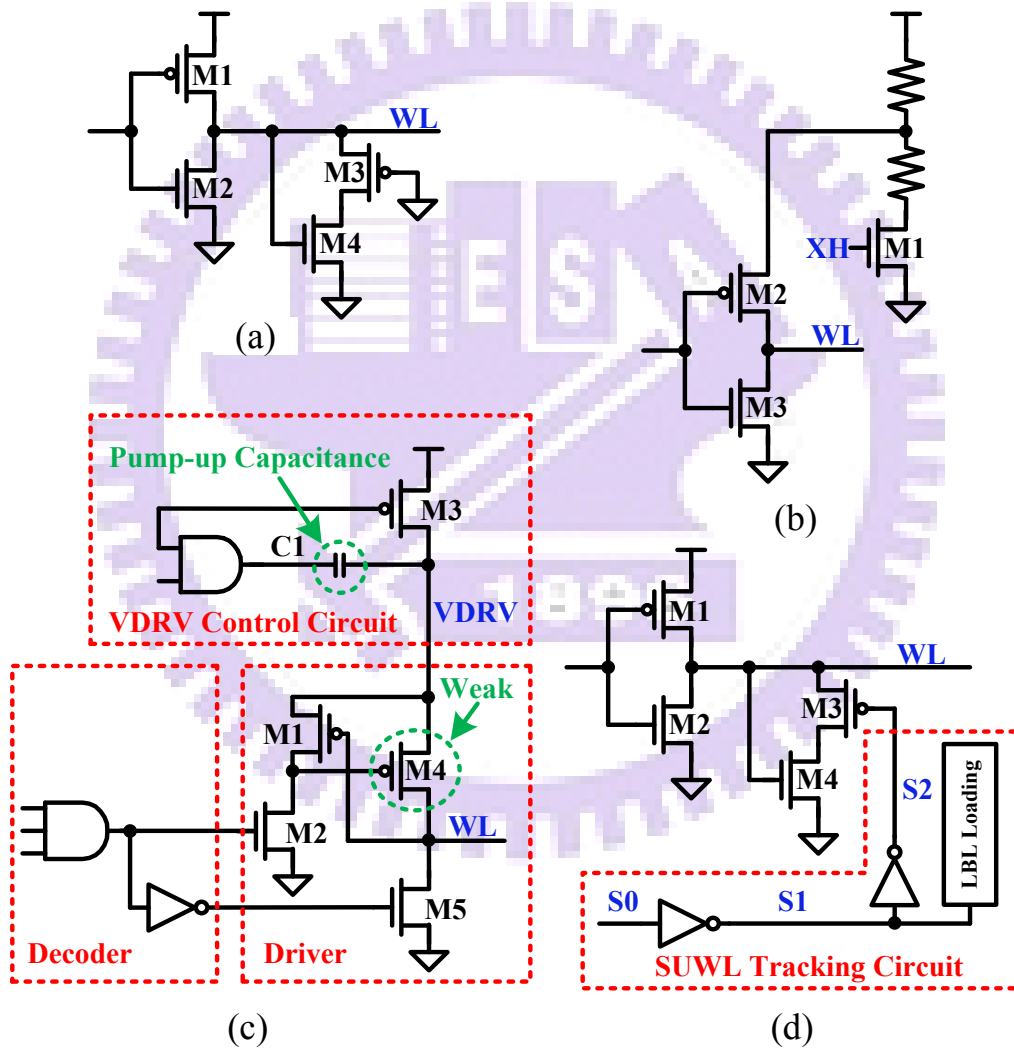 M1
WL
M2
M3
M4
(a)
XH
M1
M2
WL
M3
(b)
Pump-up Capacitance
M3
C1
VDRV
VDRV Control Circuit
Weak
M1
M4
M2
WL
M5
Decoder
Driver
(c)
M1
WL
M2
M3
M4
S2
LBL Loading
S0
S1
SUWL Tracking Circuit
(d)
E
S